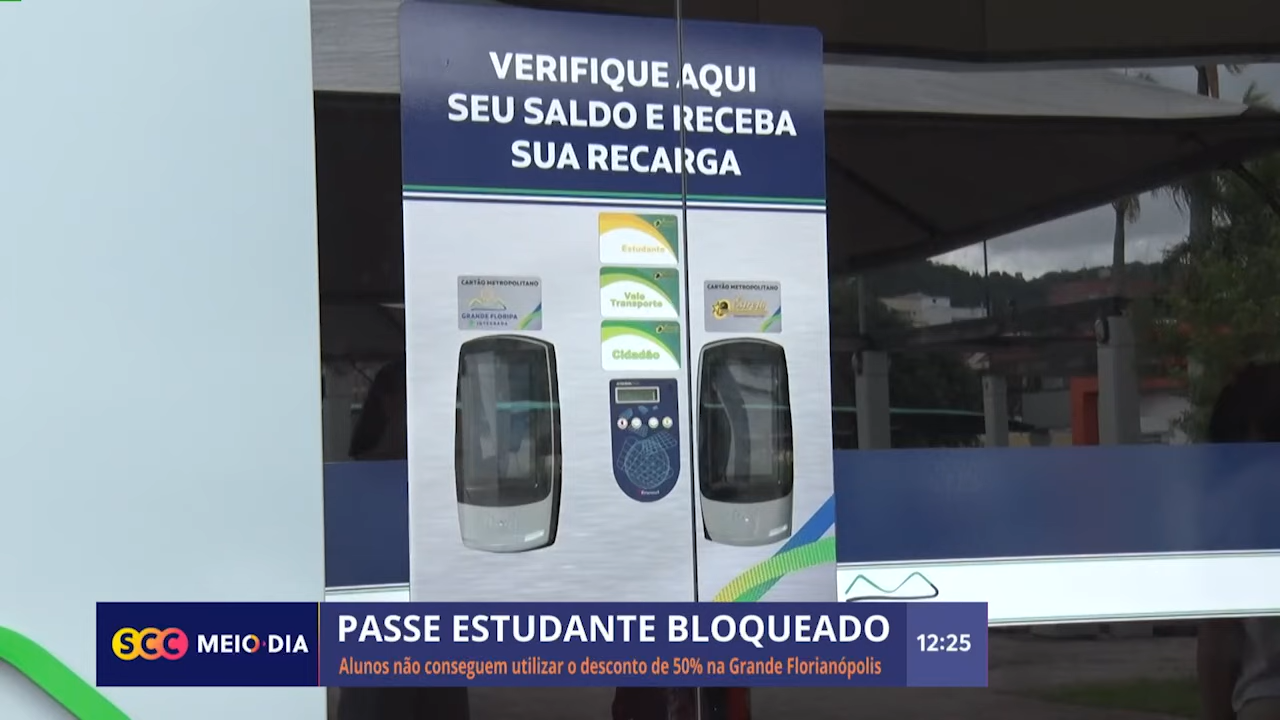 VERIFIQUE AQUI
SEU SALDO E RECEBA
SUA RECARGA
Estudante
Vale
Transporte
Cidadão
CARTÃO METROPOLITANO
GRANDE FLORIPA
INTEGRADA
CARTÃO METROPOLITANO
SCC MEIO DIA
PASSE ESTUDANTE BLOQUEADO
Alunos não conseguem utilizar o desconto de 50% na Grande Florianópolis
12:25